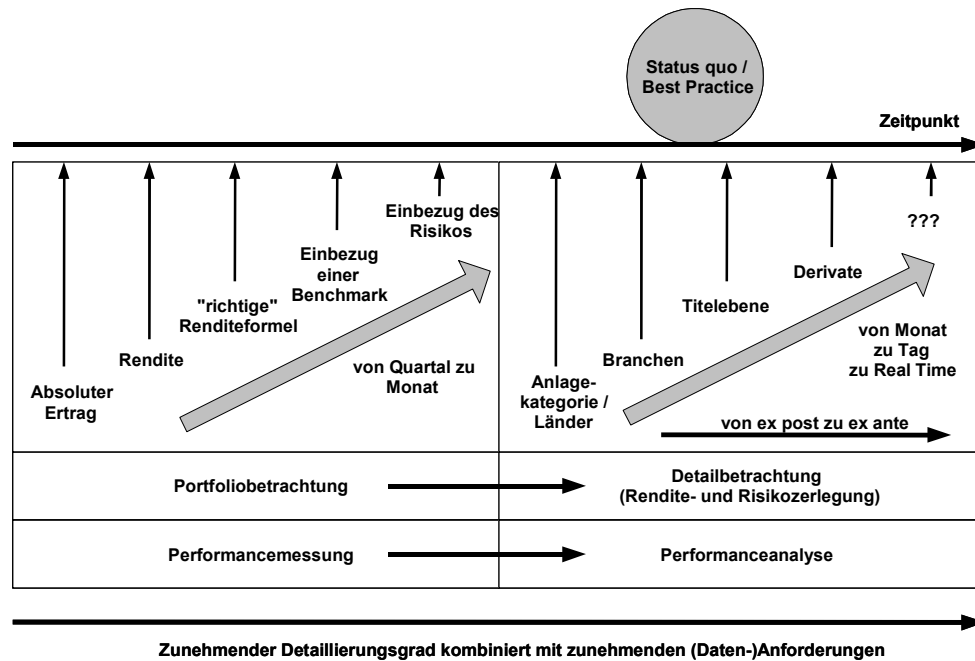 Status quo /
Best Practice
Zeitpunkt
Absoluter
Ertrag
Rendite
"richtige"
Renditeformel
Einbezug
einer
Benchmark
Einbezug des
Risikos
von Quartal zu
Monat
Anlage-
kategorie /
Länder
Branchen
Titelebene
Derivate
???
von Monat
zu Tag
zu Real Time
von ex post zu ex ante
Portfoliobetrachtung
Detailbetrachtung
(Rendite- und Risikozerlegung)
Performancemessung
Performanceanalyse
Zunehmender Detaillierungsgrad kombiniert mit zunehmenden (Daten-)Anforderungen